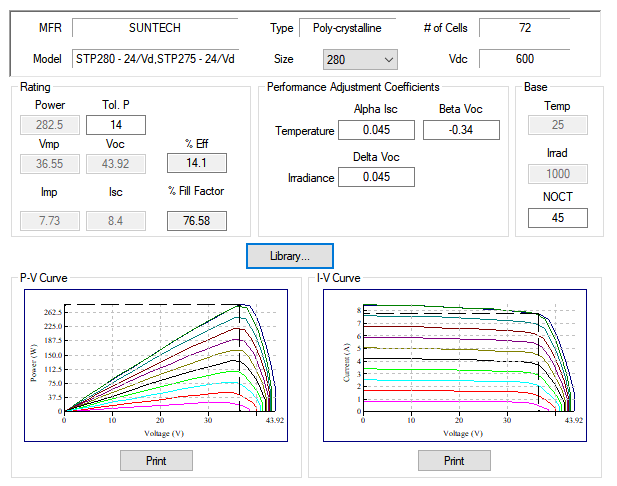 MFR SUNTECH Type Poly-crystalline # of Cells 72
Model STP280 - 24/Vd,STP275 - 24/Vd Size 280 Vdc 600
Rating Performance Adjustment Coefficients Base
Power Tol. P Alpha Isc Beta Voc Temp
282.5 14 Temperature 0.045 -0.34 25
Vmp Voc % Eff Delta Voc Irrad
36.55 43.92 14.1 Irradiance 0.045 1000
Imp Isc % Fill Factor NOCT
7.73 8.4 76.58 45
Library...
P-V Curve I-V Curve
262.5 8
225.0 7
187.5 6
150.0 5
112.5 4
75.0 3
37.5 2
0 1
0
Power (W) Current (A)
0 10 20 30 43.92 0 10 20 30 43.92
Voltage (V) Voltage (V)
Print Print